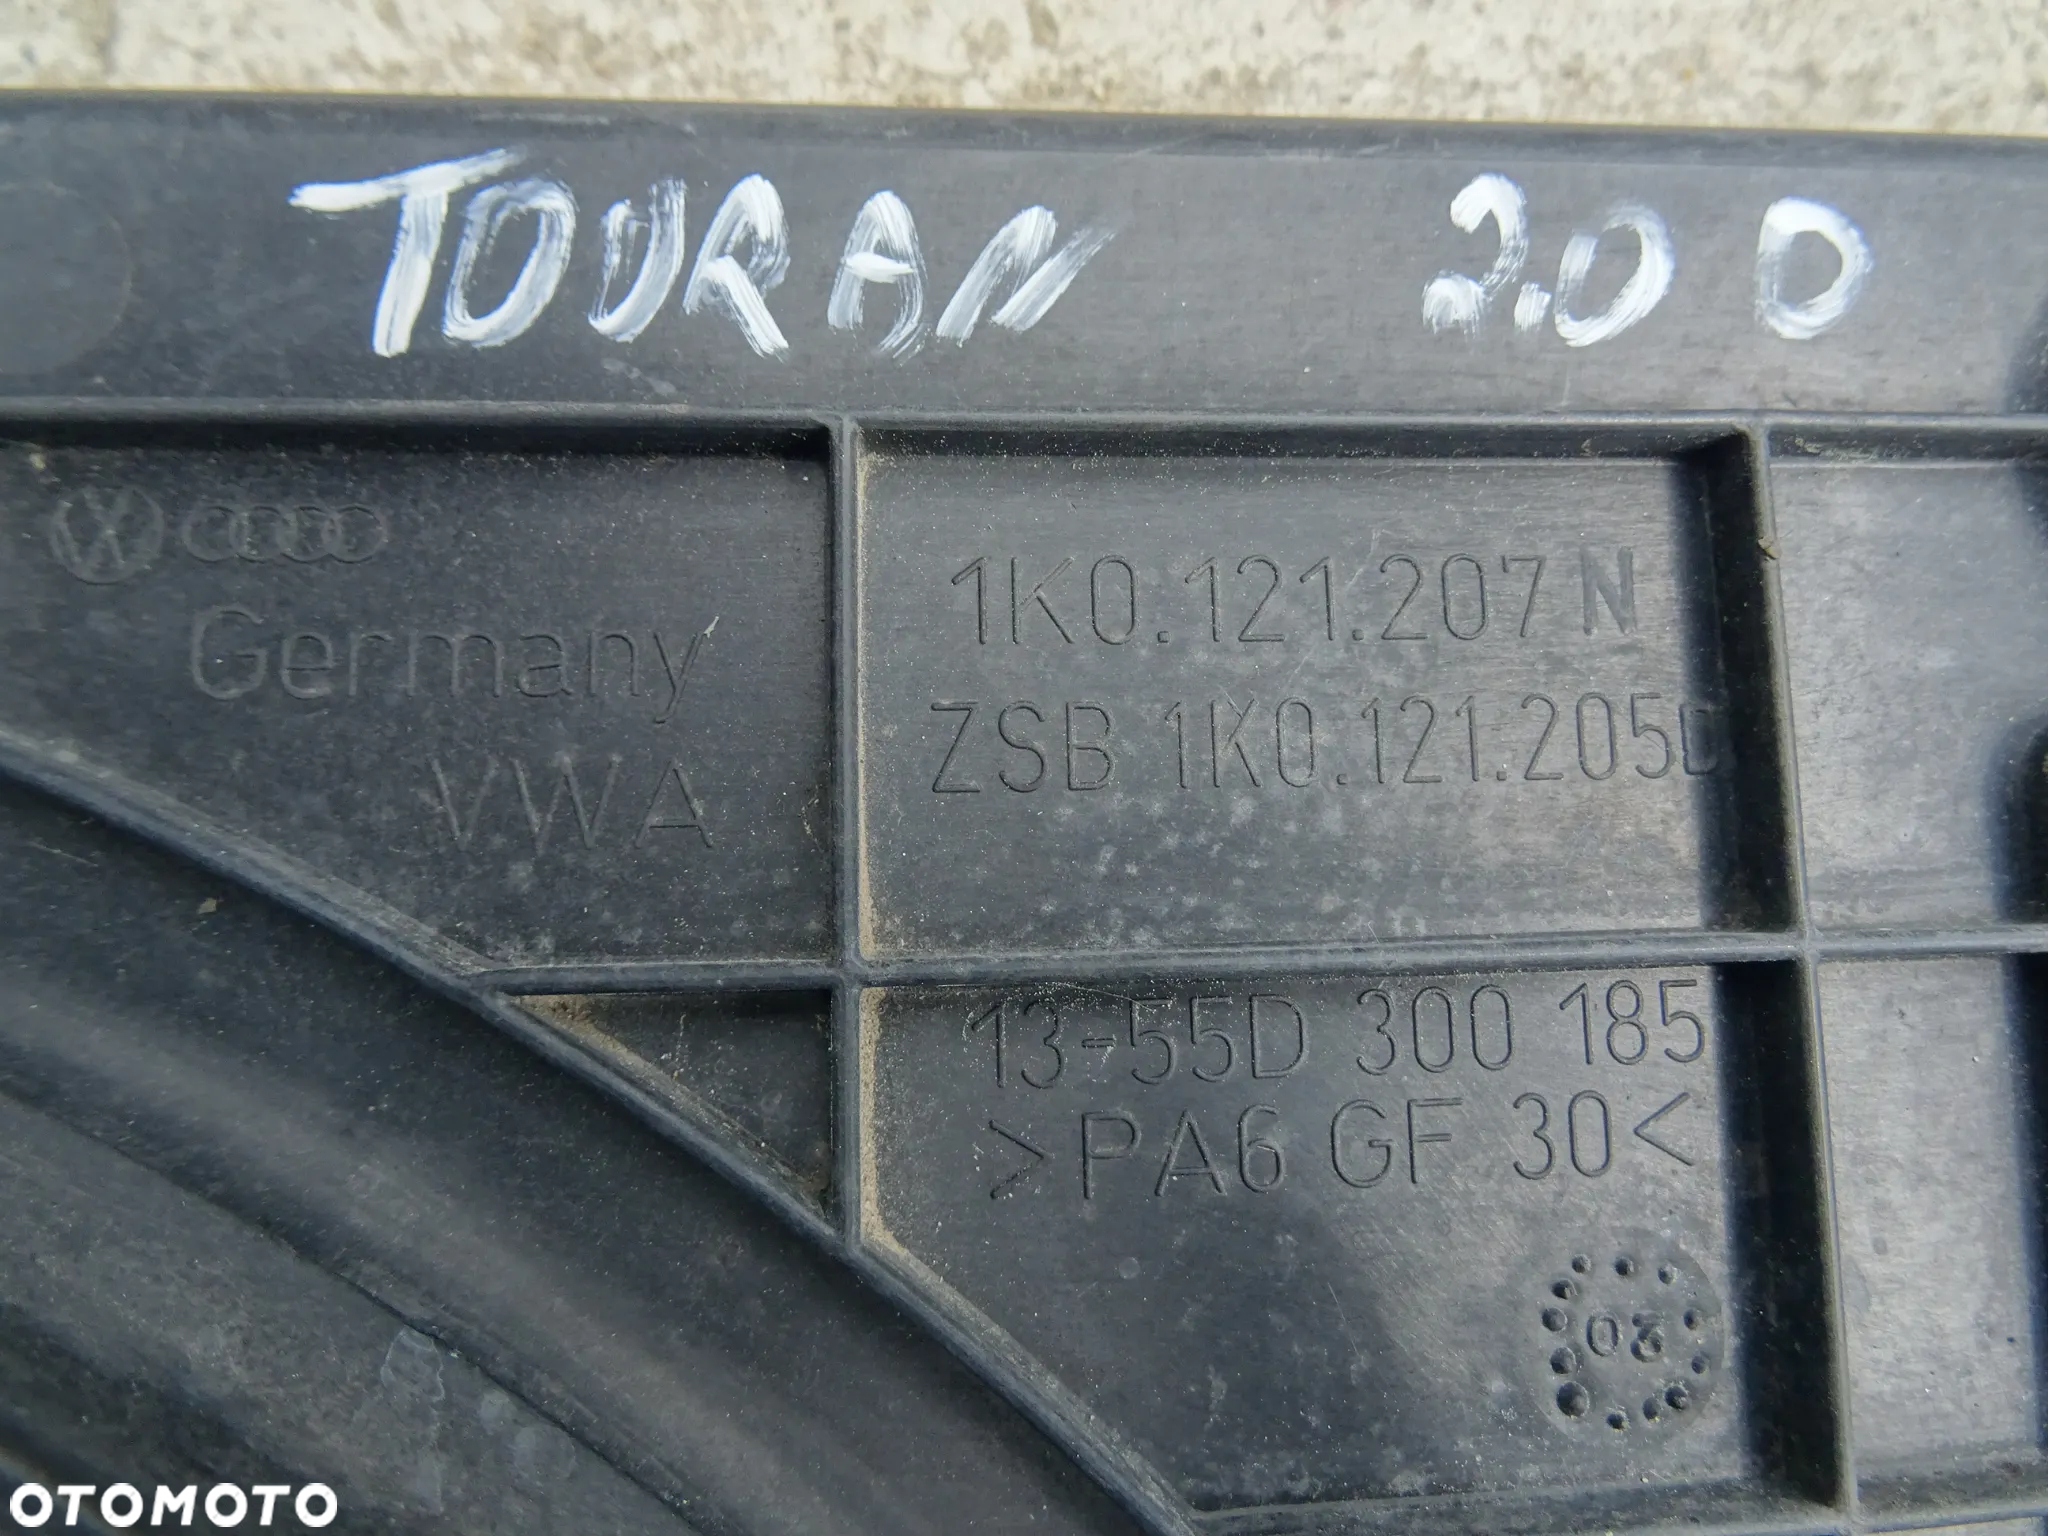 TOURAN 2.0 D
Germany
VWA
1K0.121.207 N
ZSB 1K0.121.205D
13-55D 300 185
>PA6 GF 30<
OTOMOTO